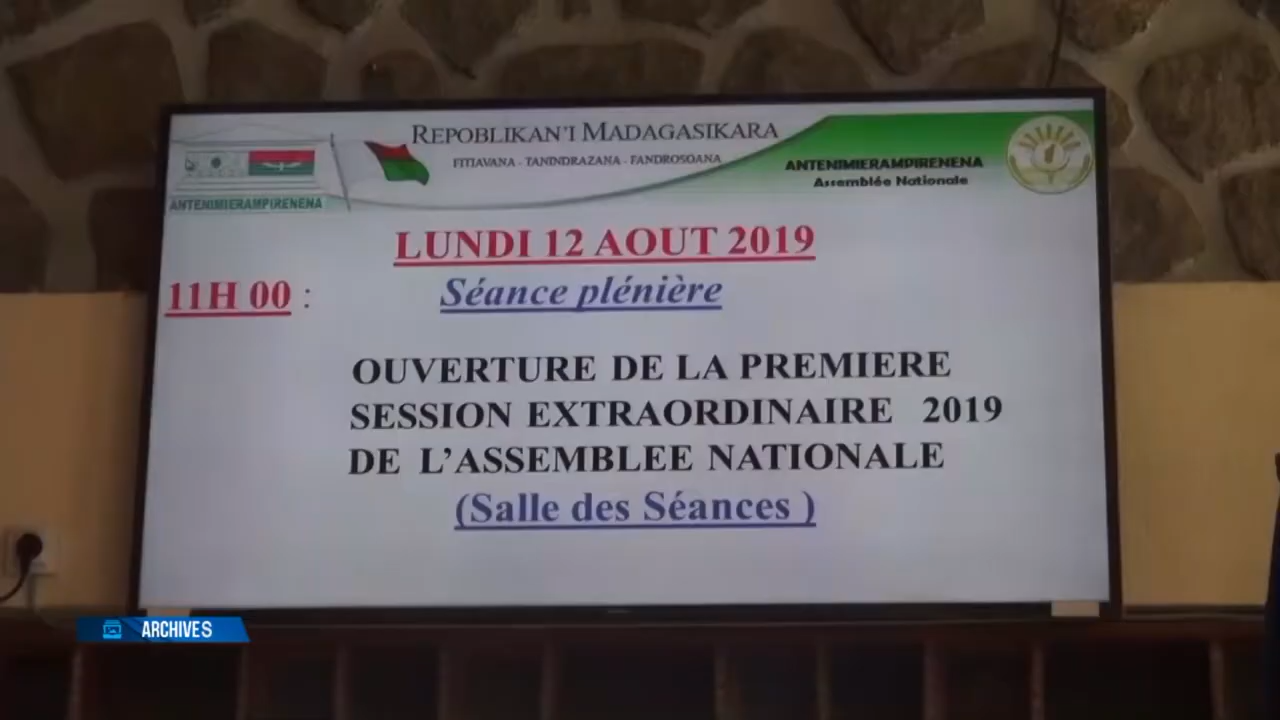 REPOBLIKAN'I MADAGASIKARA
FITIAVANA - TANINDRAZANA - FANDROSOANA
ANTENIMIERAMPIRENENA
Assemblée Nationale
ANTENIMIERAMPIRENENA
LUNDI 12 AOUT 2019
11H 00 : Séance plénière
OUVERTURE DE LA PREMIERE
SESSION EXTRAORDINAIRE 2019
DE L'ASSEMBLEE NATIONALE
(Salle des Séances )
ARCHIVES